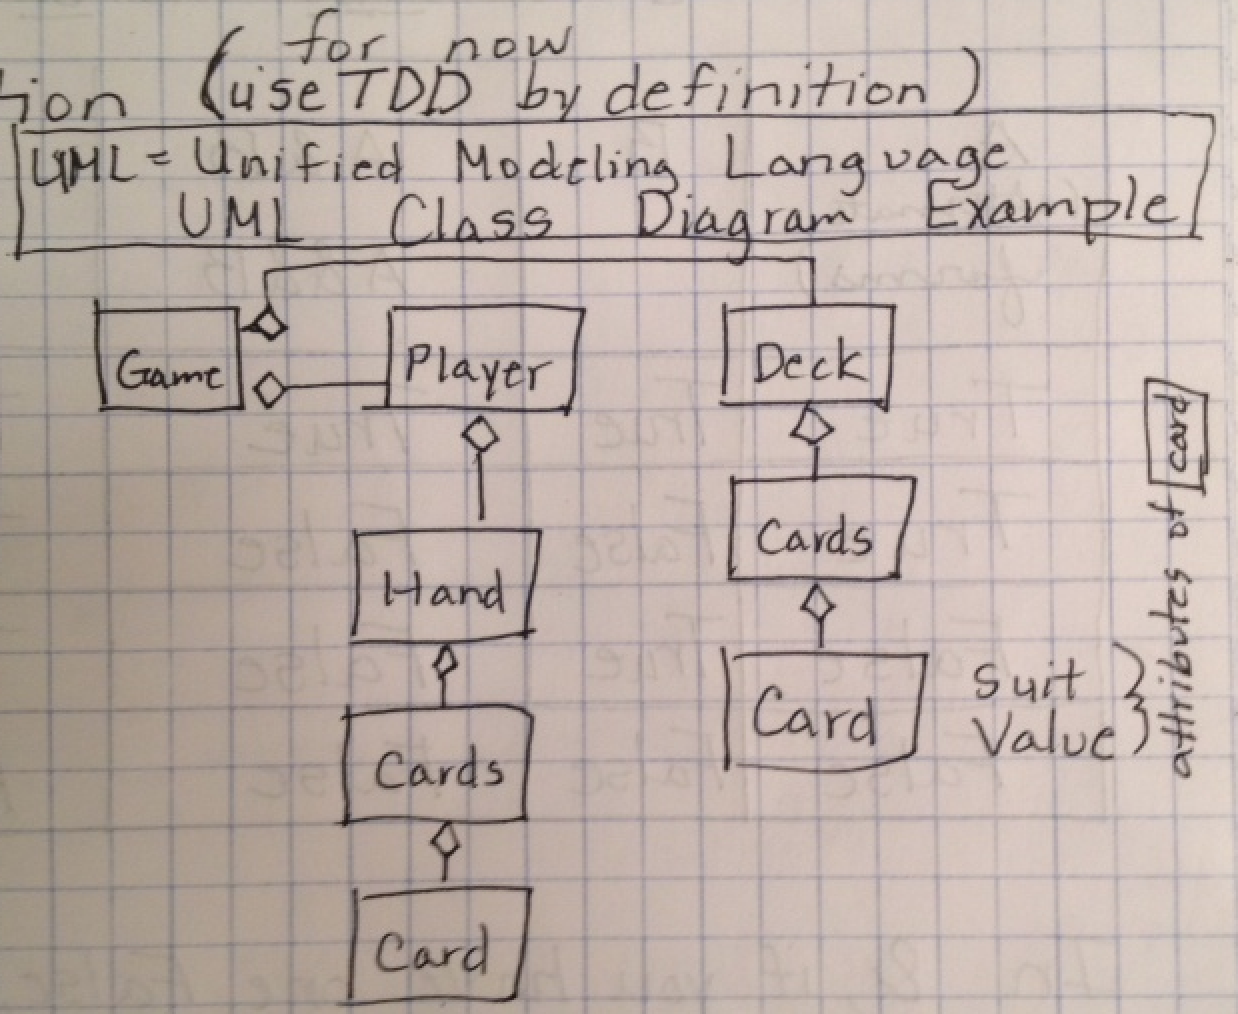 for now
tion (use TDD by definition)
UML = Unified Modeling Language
UML Class Diagram Example
Game
Player
Deck
Cards
Hand
Card
Suit
Value
attributes of card
Cards
Card